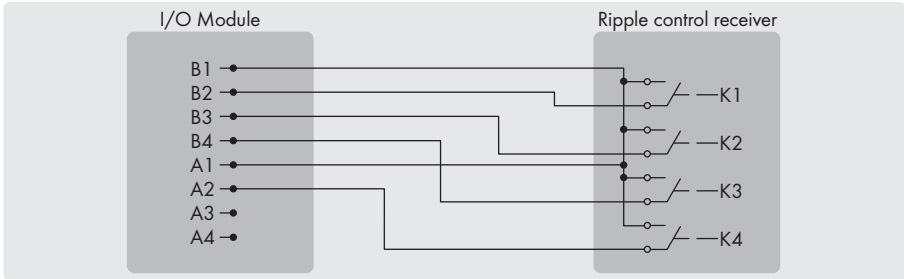 I/O Module
Ripple control receiver
B1
B2
B3
B4
A1
A2
A3
A4
K1
K2
K3
K4